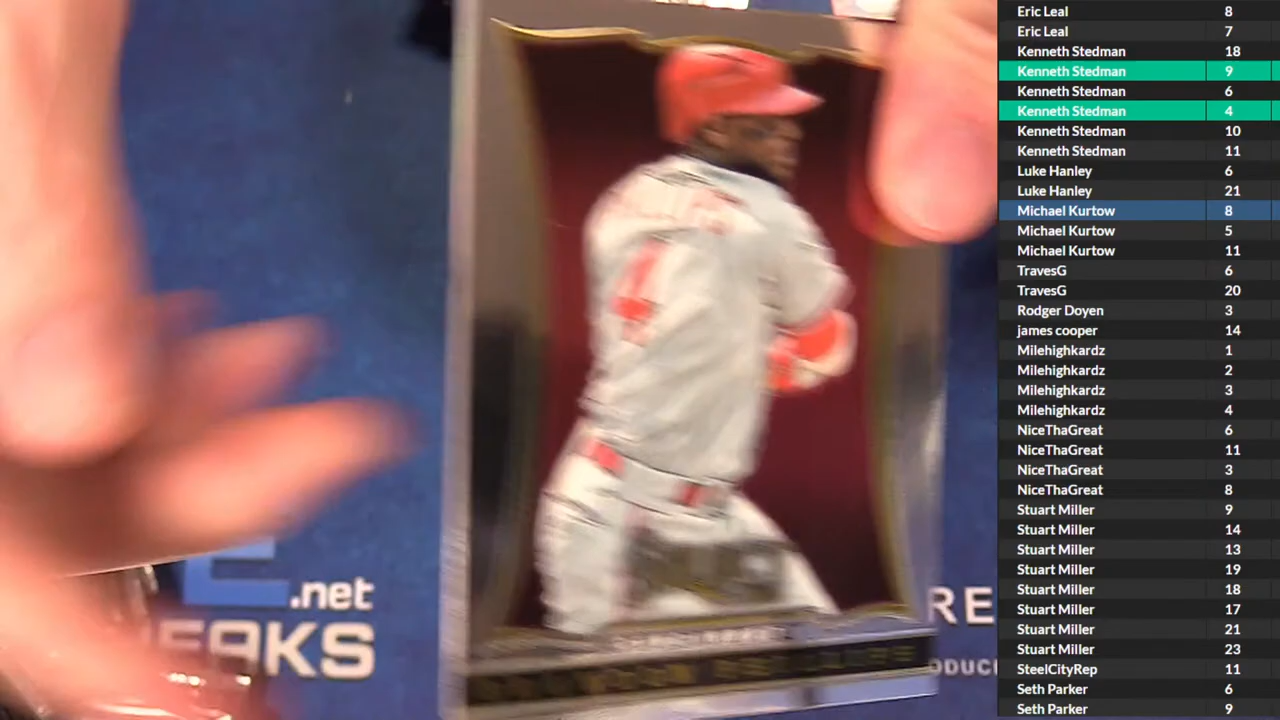 Eric Leal 8
Eric Leal 7
Kenneth Stedman 18
Kenneth Stedman 9
Kenneth Stedman 6
Kenneth Stedman 4
Kenneth Stedman 10
Kenneth Stedman 11
Luke Hanley 6
Luke Hanley 21
Michael Kurtow 8
Michael Kurtow 5
Michael Kurtow 11
TravesG 6
TravesG 20
Rodger Doyen 3
james cooper 14
Milehighkardz 1
Milehighkardz 2
Milehighkardz 3
Milehighkardz 4
NiceThaGreat 6
NiceThaGreat 11
NiceThaGreat 3
NiceThaGreat 8
Stuart Miller 9
Stuart Miller 14
Stuart Miller 13
Stuart Miller 19
Stuart Miller 18
Stuart Miller 17
Stuart Miller 21
Stuart Miller 23
SteelCityRep 11
Seth Parker 6
Seth Parker 9
4
.net
EAKS
RE
ODUC